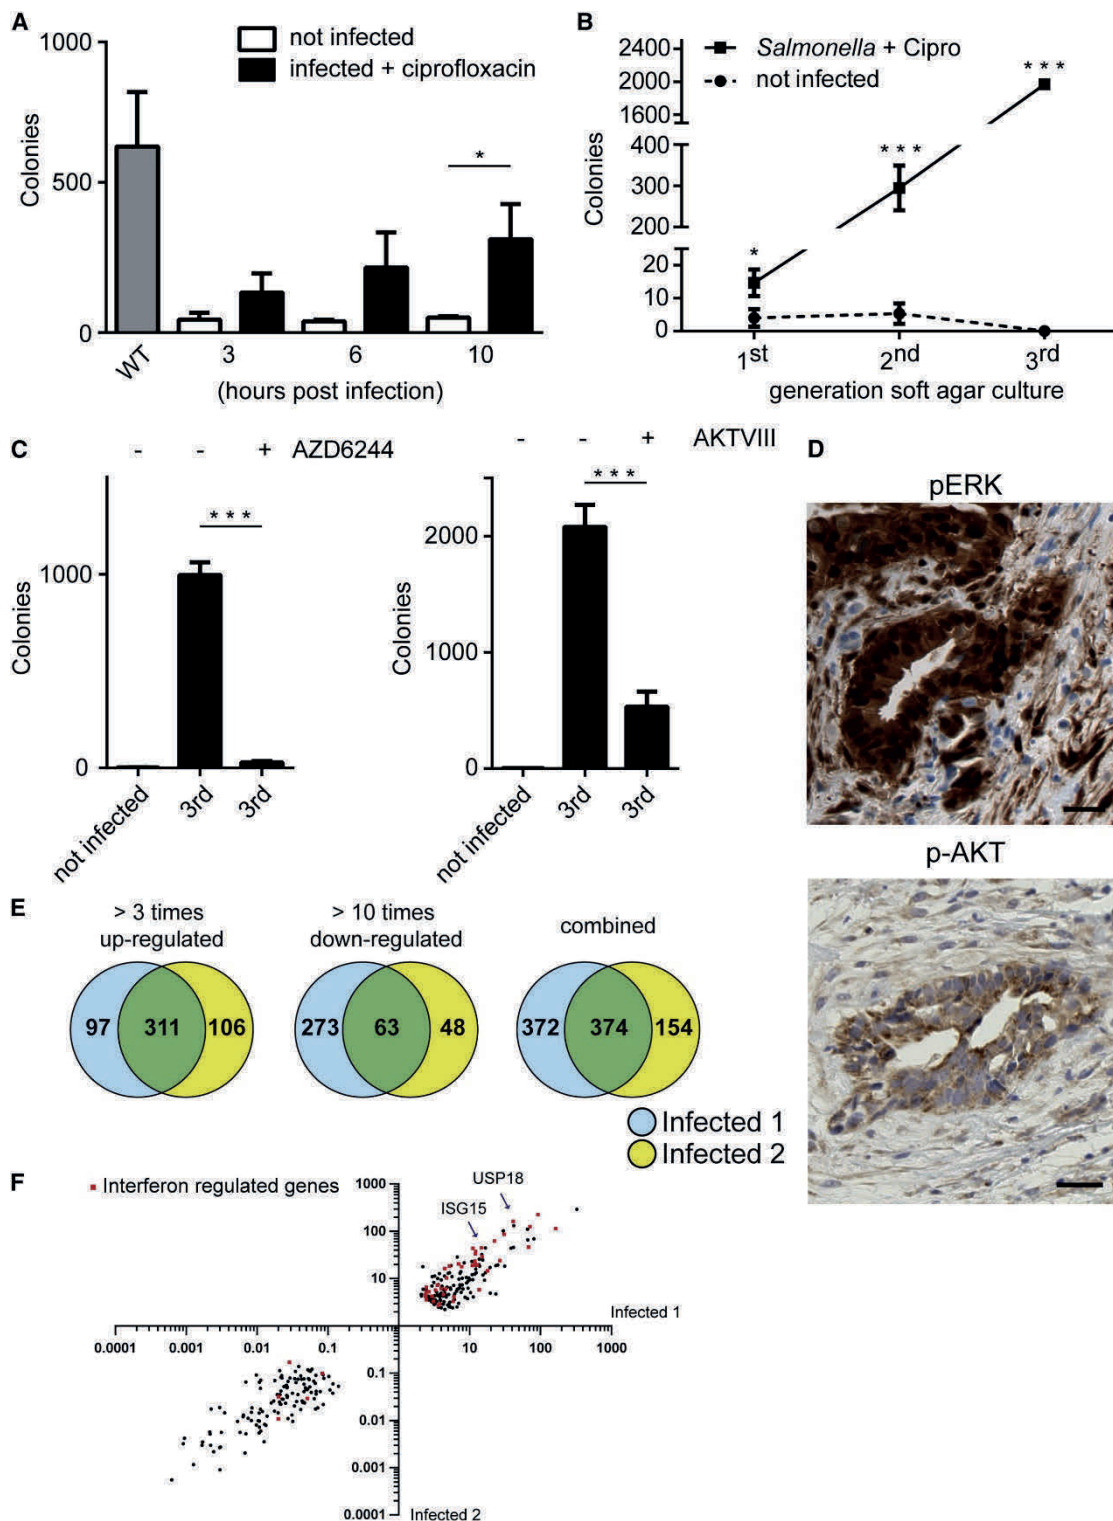 A
1000
500
0
Colonies
not infected
infected + ciprofloxacin
*
WT
3
6
10
(hours post infection)
B
2400
2000
1600
400
300
200
20
10
0
Colonies
Salmonella + Cipro
not infected
*
***
***
1st
2nd
3rd
generation soft agar culture
C
- - + AZD6244
***
1000
0
Colonies
not infected
3rd
3rd
- - + AKTVIII
***
2000
1000
0
Colonies
not infected
3rd
3rd
D
pERK
p-AKT
E
> 3 times
up-regulated
97 311 106
> 10 times
down-regulated
273 63 48
combined
372 374 154
Infected 1
Infected 2
F
Interferon regulated genes
USP18
ISG15
1000
100
10
Infected 1
0.0001 0.001 0.01 0.1 10 100 1000
0.1
0.01
0.001
0.0001
Infected 2